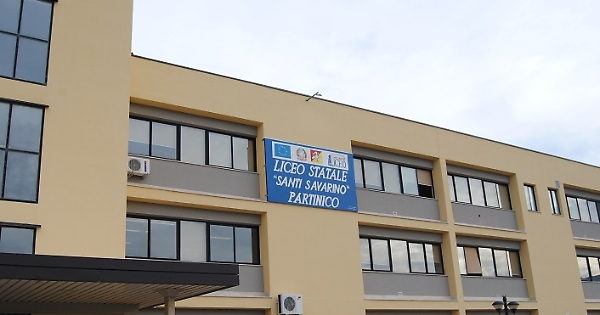 LICEO STATALE
"SANTI SAVARINO"
PARTINICO